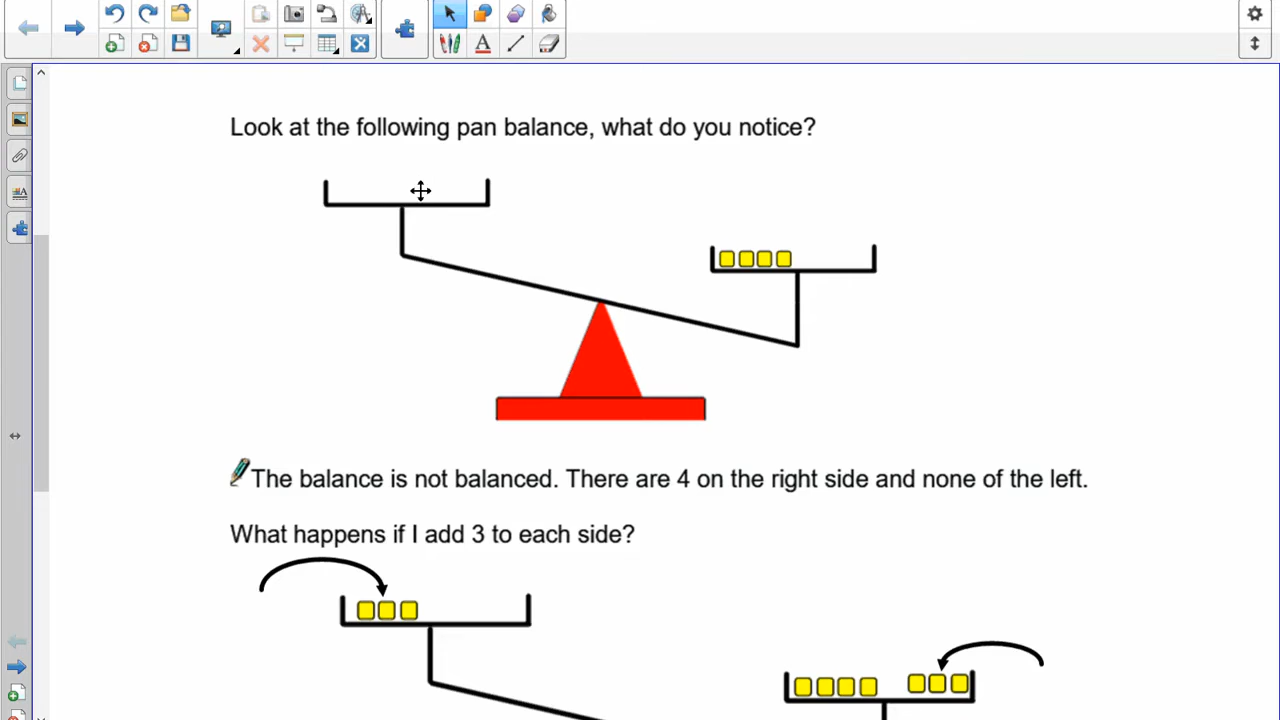 Look at the following pan balance, what do you notice?
The balance is not balanced. There are 4 on the right side and none of the left.
What happens if I add 3 to each side?